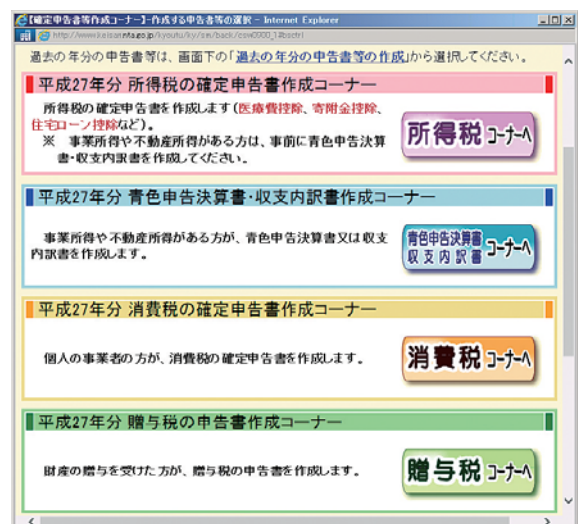 【確定申告書等作成コーナー】-作成する申告書等の選択 - Internet Explorer
過去の年分の申告書等は、画面下の「過去の年分の申告書等の作成」から選択してください。
平成27年分 所得税の確定申告書作成コーナー
所得税の確定申告書を作成します(医療費控除、寄附金控除、
住宅ローン控除など)。
※ 事業所得や不動産所得がある方は、事前に青色申告決算
書・収支内訳書を作成してください。
所得税 コーナーへ
平成27年分 青色申告決算書・収支内訳書作成コーナー
事業所得や不動産所得がある方が、青色申告決算書又は収支
内訳書を作成します。
青色申告決算書
収支内訳書 コーナーへ
平成27年分 消費税の確定申告書作成コーナー
個人の事業者の方が、消費税の確定申告書を作成します。
消費税 コーナーへ
平成27年分 贈与税の申告書作成コーナー
財産の贈与を受けた方が、贈与税の申告書を作成します。
贈与税 コーナーへ